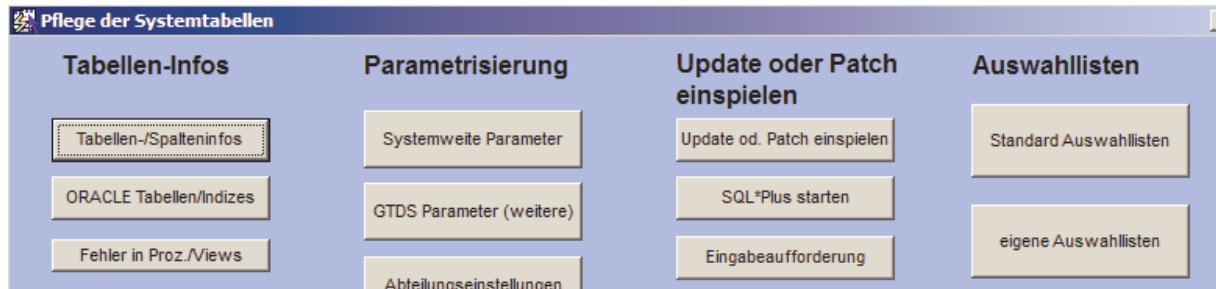 Pflege der Systemtabellen
Tabellen-Infos
Tabellen-/Spalteninfos
ORACLE Tabellen/Indizes
Fehler in Proz./Views
Parametrisierung
Systemweite Parameter
GTDS Parameter (weitere)
Abteilungseinstellungen
Update oder Patch
einspielen
Update od. Patch einspielen
SQL*Plus starten
Eingabeaufforderung
Auswahllisten
Standard Auswahllisten
eigene Auswahllisten